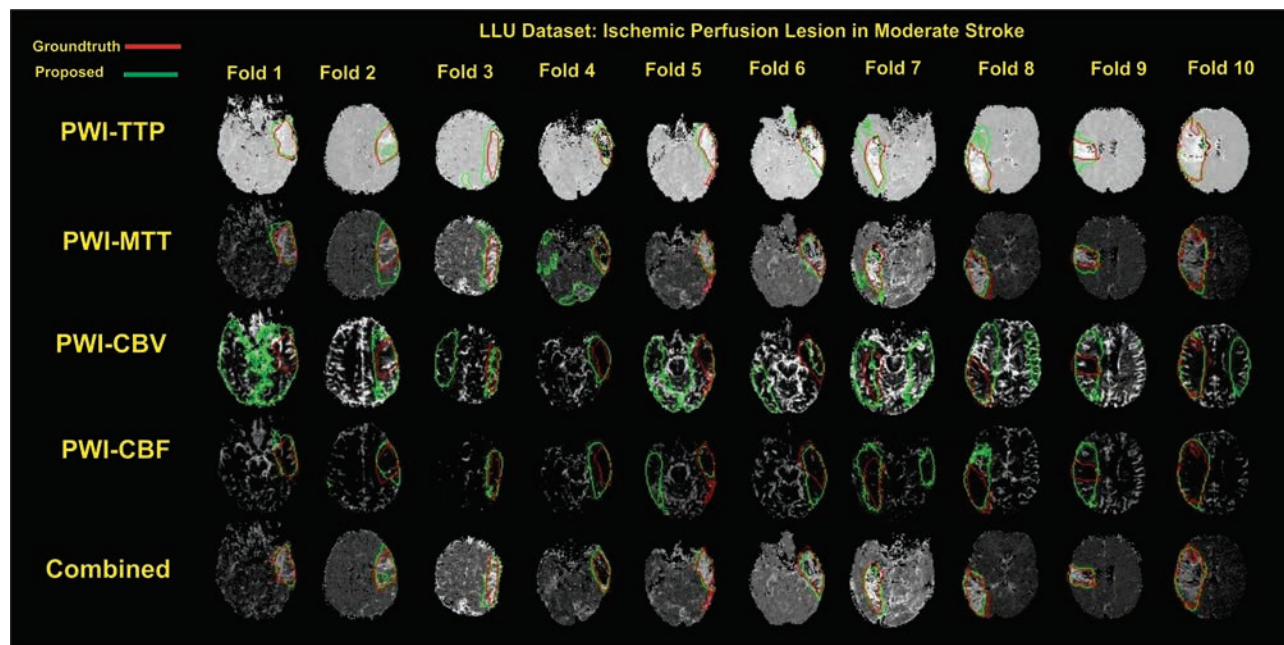 LLU Dataset: Ischemic Perfusion Lesion in Moderate Stroke
Groundtruth
Proposed
Fold 1 Fold 2 Fold 3 Fold 4 Fold 5 Fold 6 Fold 7 Fold 8 Fold 9 Fold 10
PWI-TTP
PWI-MTT
PWI-CBV
PWI-CBF
Combined